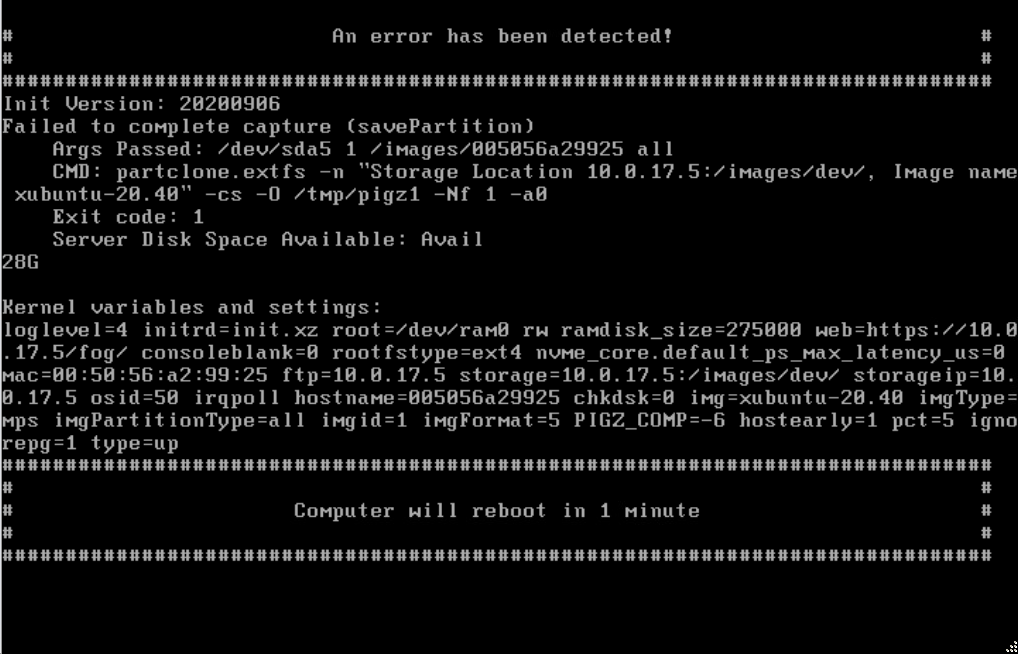 # An error has been detected! #
# #
##############################################################################
Init Version: 20200906
Failed to complete capture (savePartition)
Args Passed: /dev/sda5 1 /images/005056a29925 all
CMD: partclone.extfs -n "Storage Location 10.0.17.5:/images/dev/, Image name
xubuntu-20.40" -cs -O /tmp/pigz1 -Nf 1 -a0
Exit code: 1
Server Disk Space Available: Avail
28G
Kernel variables and settings:
loglevel=4 initrd=init.xz root=/dev/ram0 rw ramdisk_size=275000 web=https://10.0
.17.5/fog/ consoleblank=0 rootfstype=ext4 nvme_core.default_ps_max_latency_us=0
mac=00:50:56:a2:99:25 ftp=10.0.17.5 storage=10.0.17.5:/images/dev/ storageip=10.
0.17.5 osid=50 irqpoll hostname=005056a29925 chkdsk=0 img=xubuntu-20.40 imgType=
mps imgPartitionType=all imgid=1 imgFormat=5 PIGZ_COMP=-6 hostearly=1 pct=5 igno
repg=1 type=up
##############################################################################
# #
# Computer will reboot in 1 minute #
# #
##############################################################################